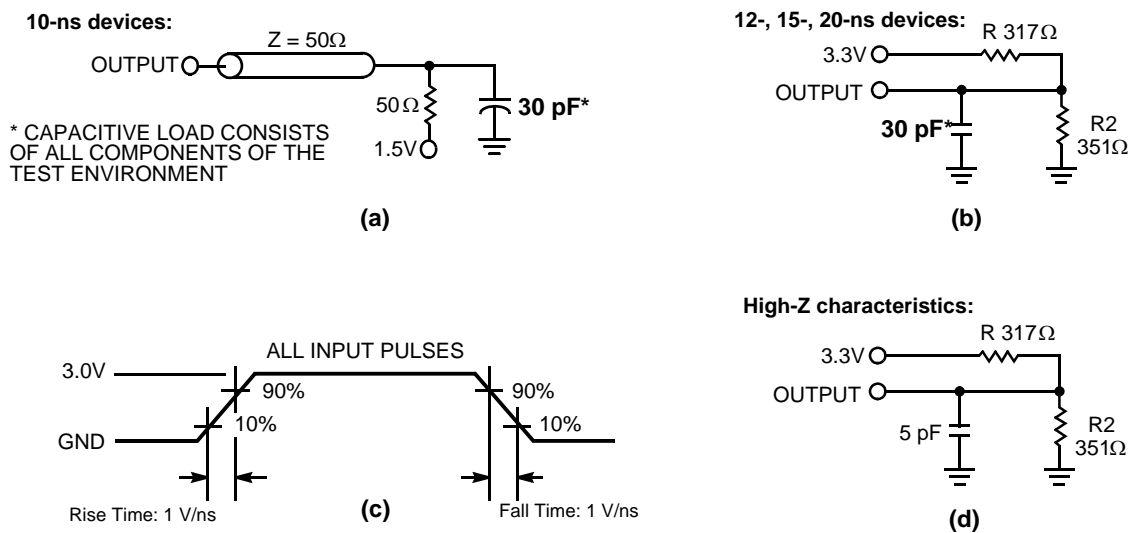 10-ns devices:
Z = 50Ω
OUTPUT
50Ω
30 pF*
1.5V
* CAPACITIVE LOAD CONSISTS
OF ALL COMPONENTS OF THE
TEST ENVIRONMENT
(a)
12-, 15-, 20-ns devices:
R 317Ω
3.3V
OUTPUT
30 pF*
R2
351Ω
(b)
ALL INPUT PULSES
3.0V
90%
10%
GND
90%
10%
Rise Time: 1 V/ns
(c)
Fall Time: 1 V/ns
High-Z characteristics:
R 317Ω
3.3V
OUTPUT
5 pF
R2
351Ω
(d)